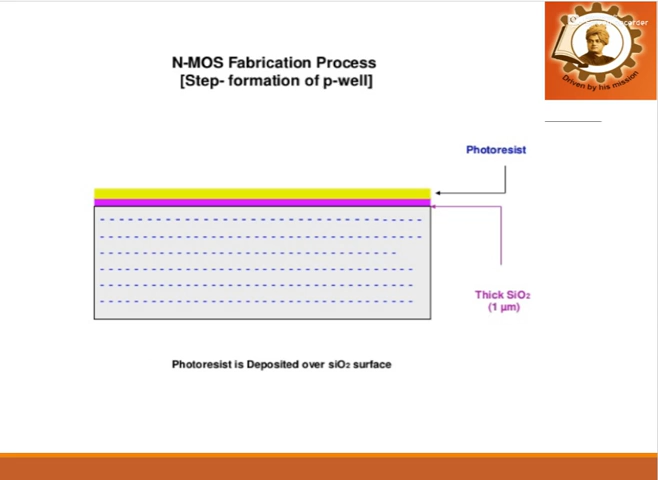 N-MOS Fabrication Process
[Step- formation of p-well]
Driven by his mission
Photoresist
Thick SiO₂
(1 µm)
Photoresist is Deposited over siO₂ surface